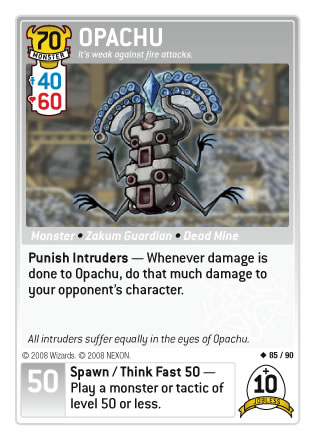 70
MONSTER
OPACHU
It's weak against fire attacks.
40
60
Monster • Zakum Guardian • Dead Mine
Punish Intruders — Whenever damage is
done to Opachu, do that much damage to
your opponent's character.
All intruders suffer equally in the eyes of Opachu.
© 2008 Wizards. © 2008 NEXON.
◆ 85 / 90
50
Spawn / Think Fast 50 —
Play a monster or tactic of
level 50 or less.
+
10
JOBLESS